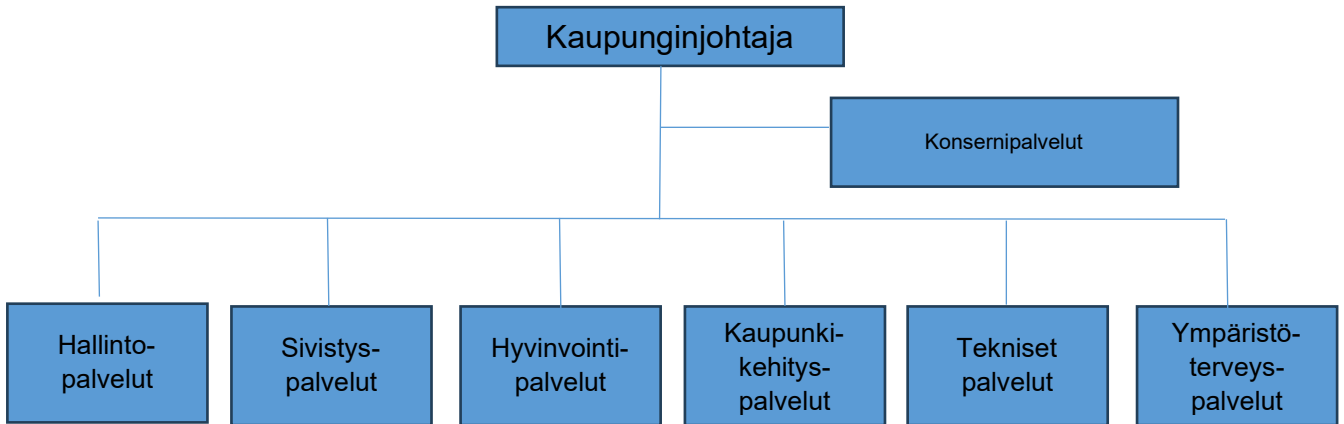 Kaupunginjohtaja
Konsernipalvelut
Hallinto-
palvelut
Sivistys-
palvelut
Hyvinvointi-
palvelut
Kaupunki-
kehitys-
palvelut
Tekniset
palvelut
Ympäristö-
terveys-
palvelut